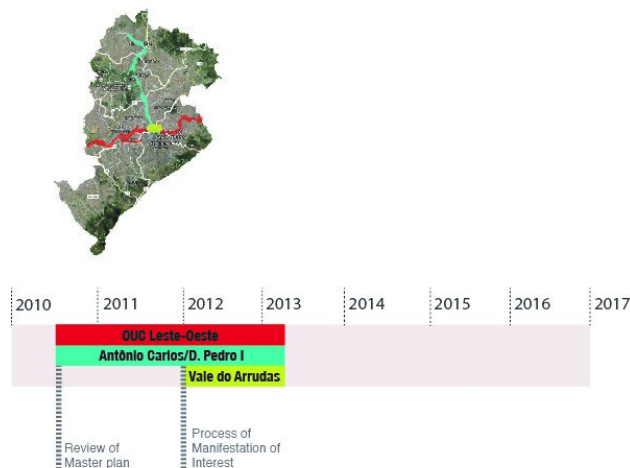 2010 2011 2012 2013 2014 2015 2016 2017
OUC Leste-Oeste
Antônio Carlos/D. Pedro I
Vale do Arrudas
Review of
Master plan
Process of
Manifestation of
Interest